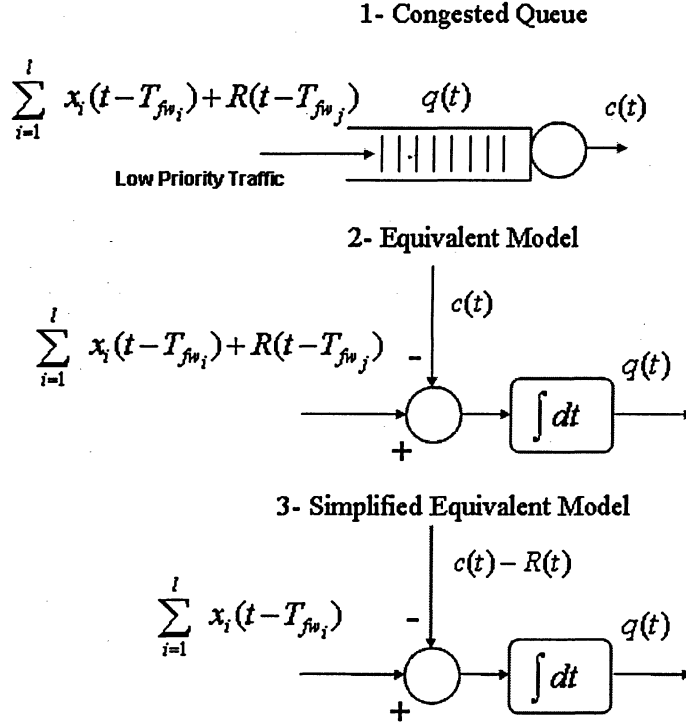 1- Congested Queue
\sum_{i=1}^{l} x_i(t-T_{fw_i})+R(t-T_{fw_j})
q(t)
c(t)
Low Priority Traffic
2- Equivalent Model
c(t)
\sum_{i=1}^{l} x_i(t-T_{fw_i})+R(t-T_{fw_j})
-
q(t)
∫dt
+
3- Simplified Equivalent Model
c(t)-R(t)
\sum_{i=1}^{l} x_i(t-T_{fw_i})
-
q(t)
∫dt
+